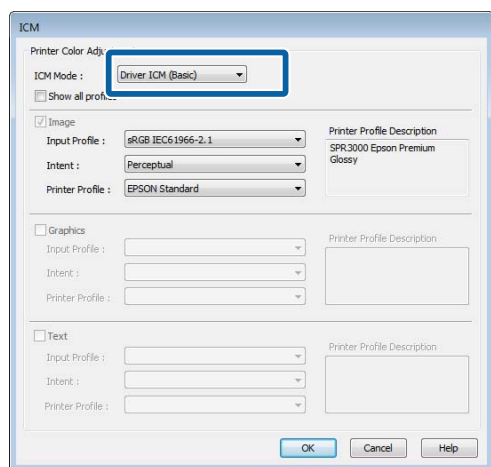 ICM
Printer Color Adju
ICM Mode :
Driver ICM (Basic)
Show all profiles
Image
Input Profile :
sRGB IEC61966-2.1
Intent :
Perceptual
Printer Profile :
EPSON Standard
Printer Profile Description
SPR3000 Epson Premium
Glossy
Graphics
Input Profile :
Intent :
Printer Profile :
Printer Profile Description
Text
Input Profile :
Intent :
Printer Profile :
Printer Profile Description
OK
Cancel
Help